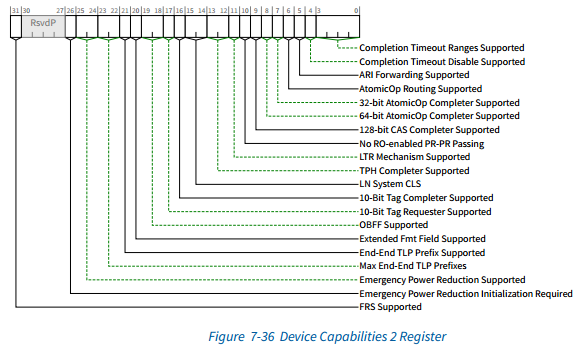 31 30 27 26 25 24 23 22 21 20 19 18 17 16 15 14 13 12 11 10 9 8 7 6 5 4 3 0
RsvdP
Completion Timeout Ranges Supported
Completion Timeout Disable Supported
ARI Forwarding Supported
AtomicOp Routing Supported
32-bit AtomicOp Completer Supported
64-bit AtomicOp Completer Supported
128-bit CAS Completer Supported
No RO-enabled PR-PR Passing
LTR Mechanism Supported
TPH Completer Supported
LN System CLS
10-Bit Tag Completer Supported
10-Bit Tag Requester Supported
OBFF Supported
Extended Fmt Field Supported
End-End TLP Prefix Supported
Max End-End TLP Prefixes
Emergency Power Reduction Supported
Emergency Power Reduction Initialization Required
FRS Supported
Figure 7-36 Device Capabilities 2 Register